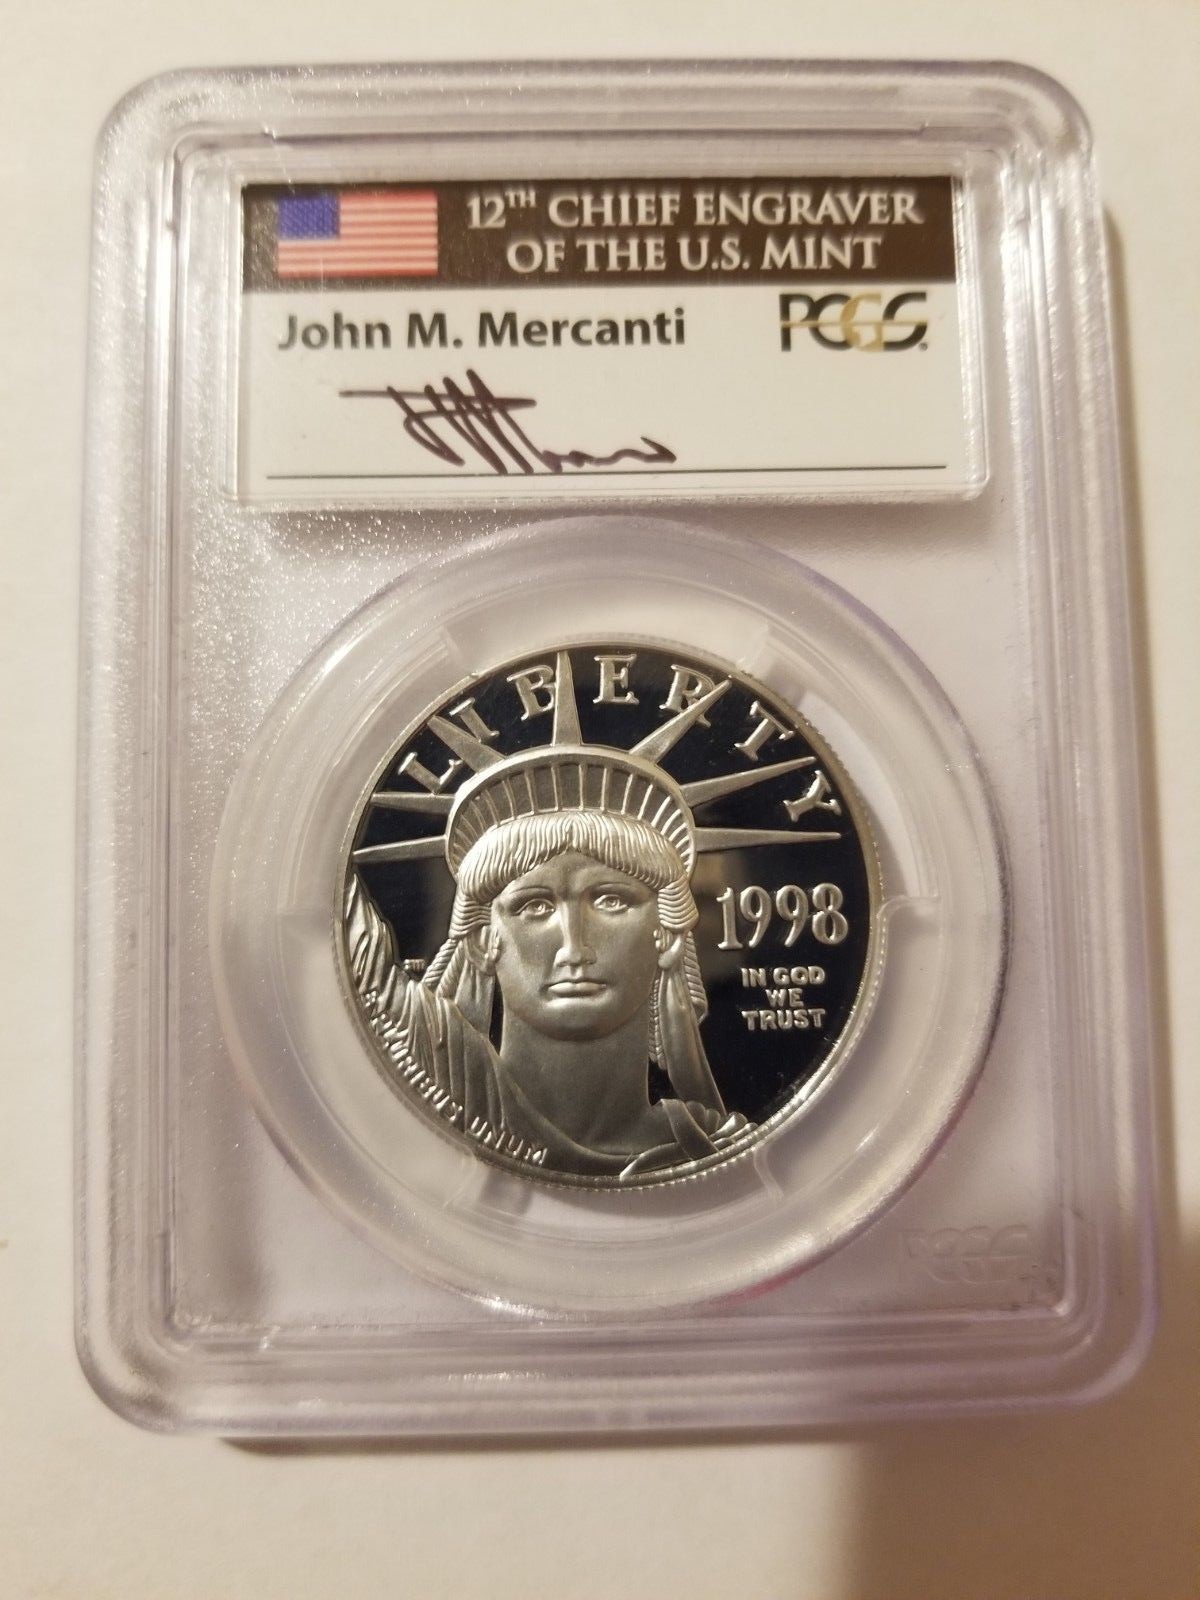 12TH CHIEF ENGRAVER
OF THE U.S. MINT
John M. Mercanti
PCGS
LIBERTY
1998
IN GOD
WE
TRUST
E PLURIBUS UNUM
PCGS